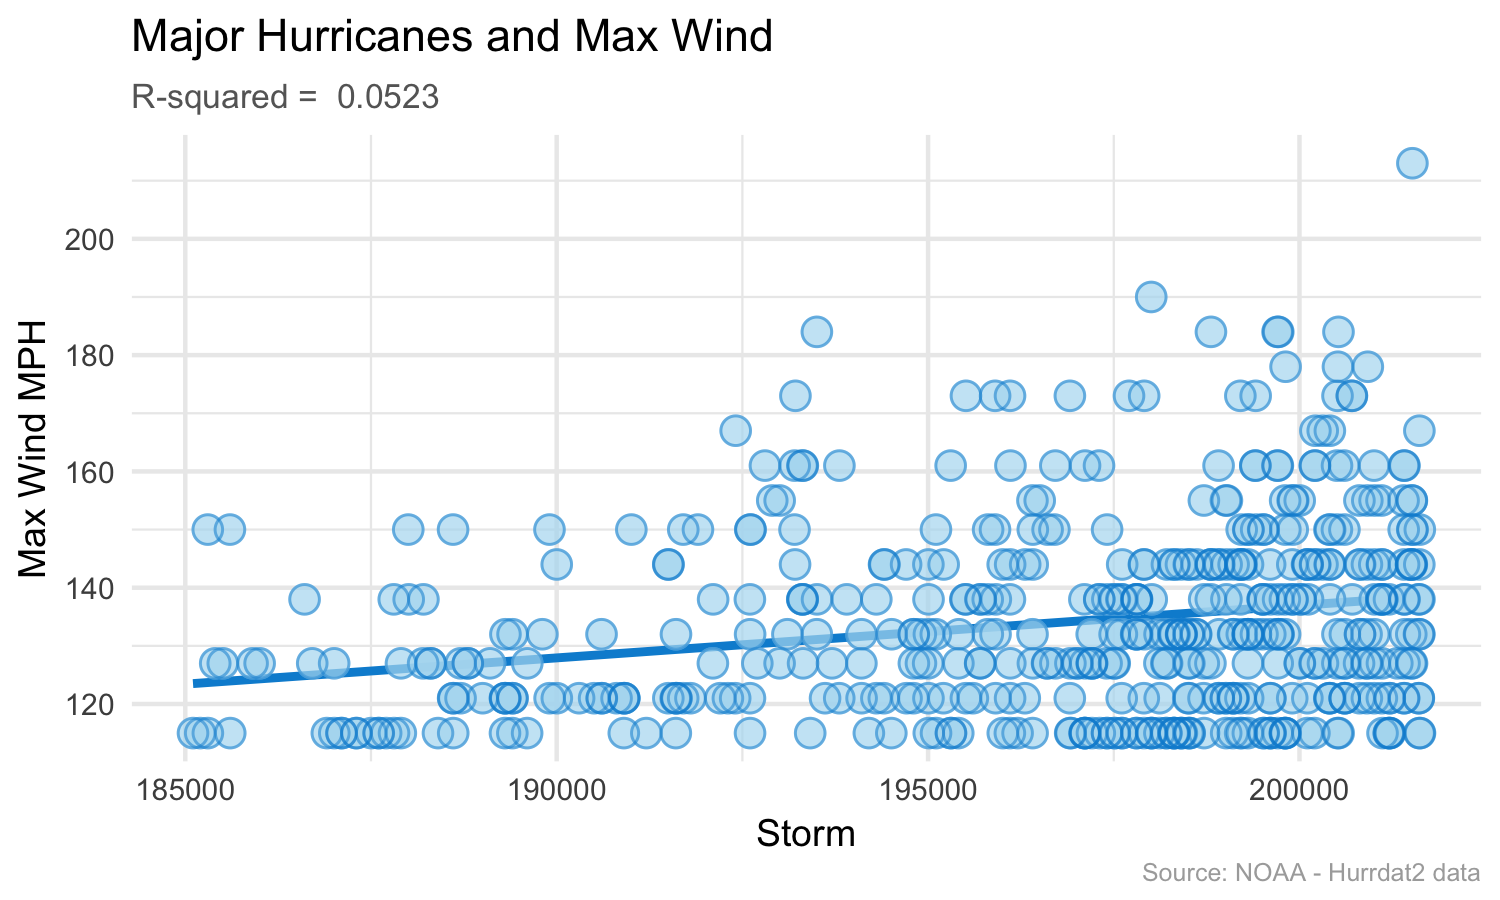 Major Hurricanes and Max Wind
R-squared =  0.0523
Max Wind MPH
200
180
160
140
120
185000
190000
195000
200000
Storm
Source: NOAA - Hurrdat2 data